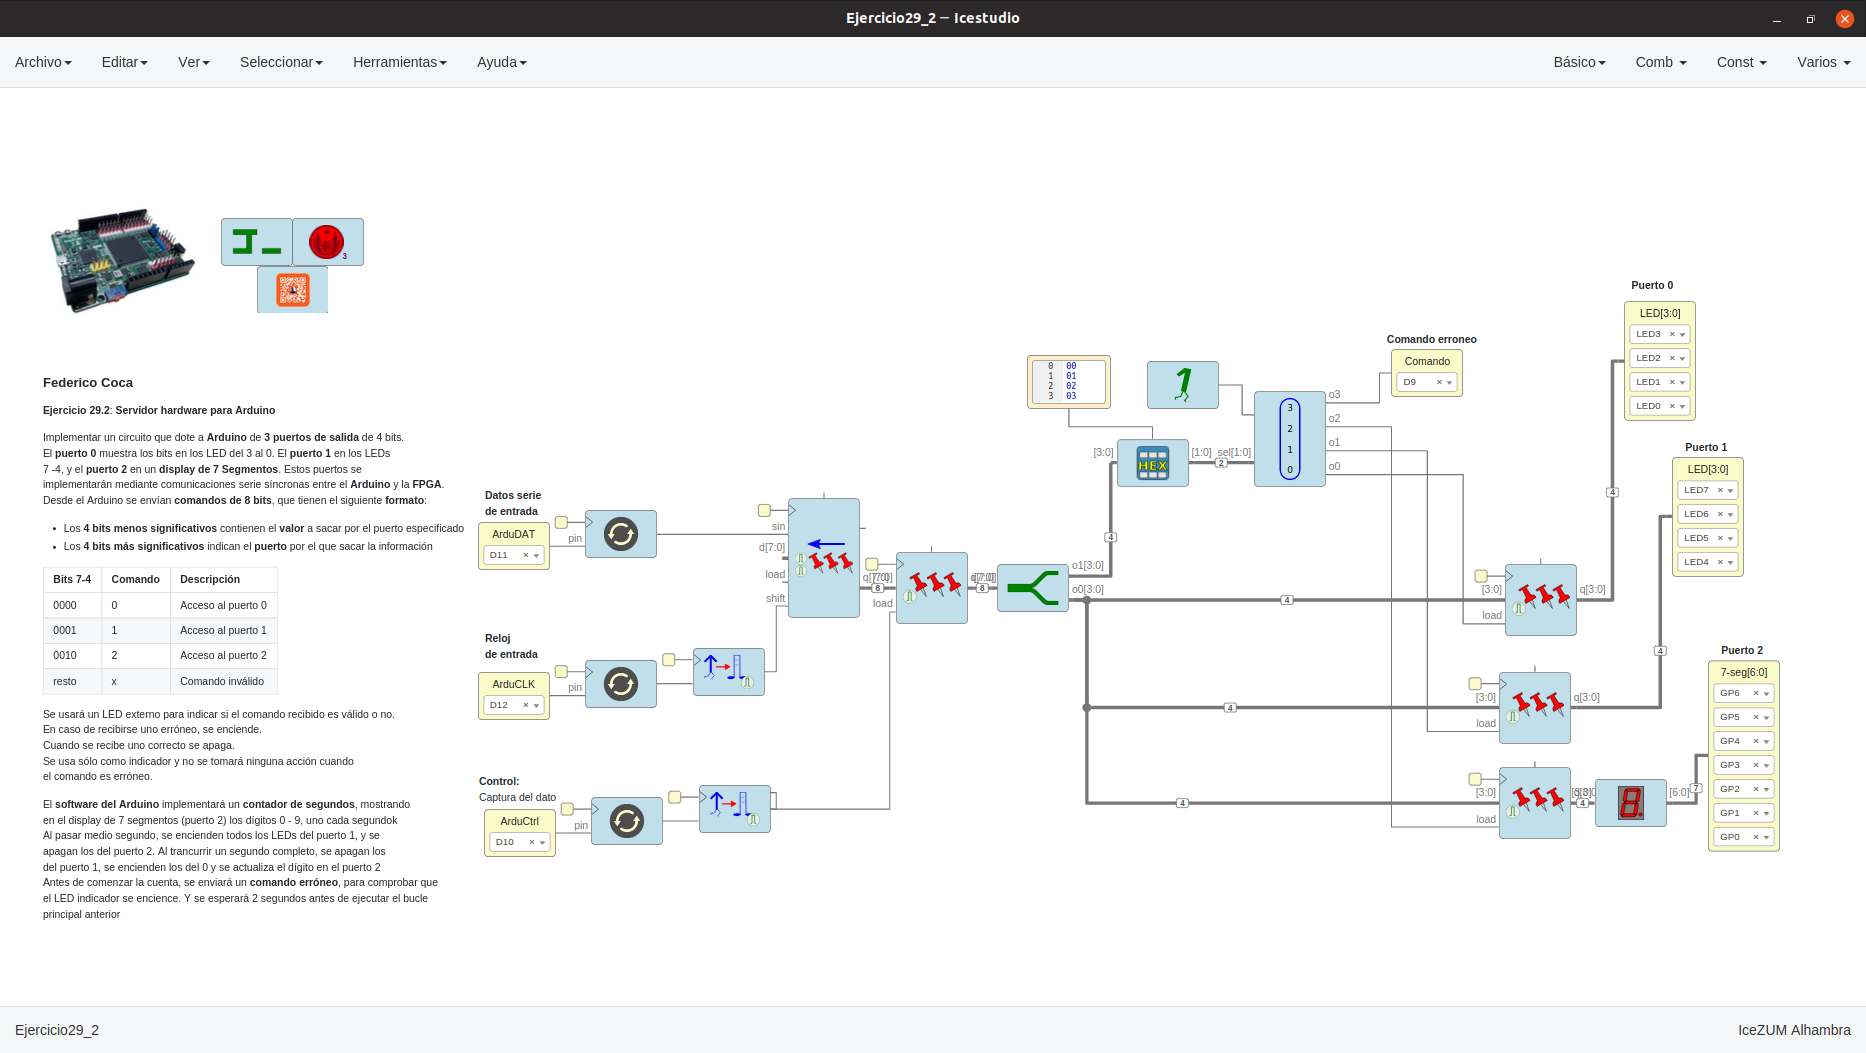 Ejercicio29_2 — Icestudio
Archivo Editar Ver Seleccionar Herramientas Ayuda Básico Comb Const Varios
3
Federico Coca
Ejercicio 29.2: Servidor hardware para Arduino
Implementar un circuito que dote a Arduino de 3 puertos de salida de 4 bits.
El puerto 0 muestra los bits en los LED del 3 al 0. El puerto 1 en los LEDs
7 -4, y el puerto 2 en un display de 7 Segmentos. Estos puertos se
implementarán mediante comunicaciones serie síncronas entre el Arduino y la FPGA.
Desde el Arduino se envían comandos de 8 bits, que tienen el siguiente formato:
• Los 4 bits menos significativos contienen el valor a sacar por el puerto especificado
• Los 4 bits más significativos indican el puerto por el que sacar la información
Bits 7-4 Comando Descripción
0000 0 Acceso al puerto 0
0001 1 Acceso al puerto 1
0010 2 Acceso al puerto 2
resto x Comando inválido
Se usará un LED externo para indicar si el comando recibido es válido o no.
En caso de recibirse uno erróneo, se enciende.
Cuando se recibe uno correcto se apaga.
Se usa sólo como indicador y no se tomará ninguna acción cuando
el comando es erróneo.
El software del Arduino implementará un contador de segundos, mostrando
en el display de 7 segmentos (puerto 2) los dígitos 0 - 9, uno cada segundok
Al pasar medio segundo, se encienden todos los LEDs del puerto 1, y se
apagan los del puerto 2. Al trancurrir un segundo completo, se apagan los
del puerto 1, se encienden los del 0 y se actualiza el dígito en el puerto 2
Antes de comenzar la cuenta, se enviará un comando erróneo, para comprobar que
el LED indicador se encience. Y se esperará 2 segundos antes de ejecutar el bucle
principal anterior
Datos serie
de entrada
ArduDAT
D11
pin
Reloj
de entrada
ArduCLK
D12
pin
Control:
Captura del dato
ArduCtrl
D10
pin
sin
d[7:0]
load
shift
8
load
8
o1[3:0]
o0[3:0]
4
0 00
1 01
2 02
3 03
1
[3:0]
HEX
[1:0]
sel[1:0]
2
3
2
1
0
o3
o2
o1
o0
Comando erroneo
Comando
D9
4
[3:0]
load
q[3:0]
4
Puerto 0
LED[3:0]
LED3
LED2
LED1
LED0
4
[3:0]
load
q[3:0]
4
Puerto 1
LED[3:0]
LED7
LED6
LED5
LED4
4
[3:0]
load
4
8.
[6:0]
7
Puerto 2
7-seg[6:0]
GP6
GP5
GP4
GP3
GP2
GP1
GP0
Ejercicio29_2
IceZUM Alhambra